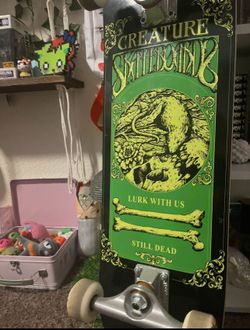 CREATURE
SKATEBOARDS
LURK WITH US
STILL DEAD